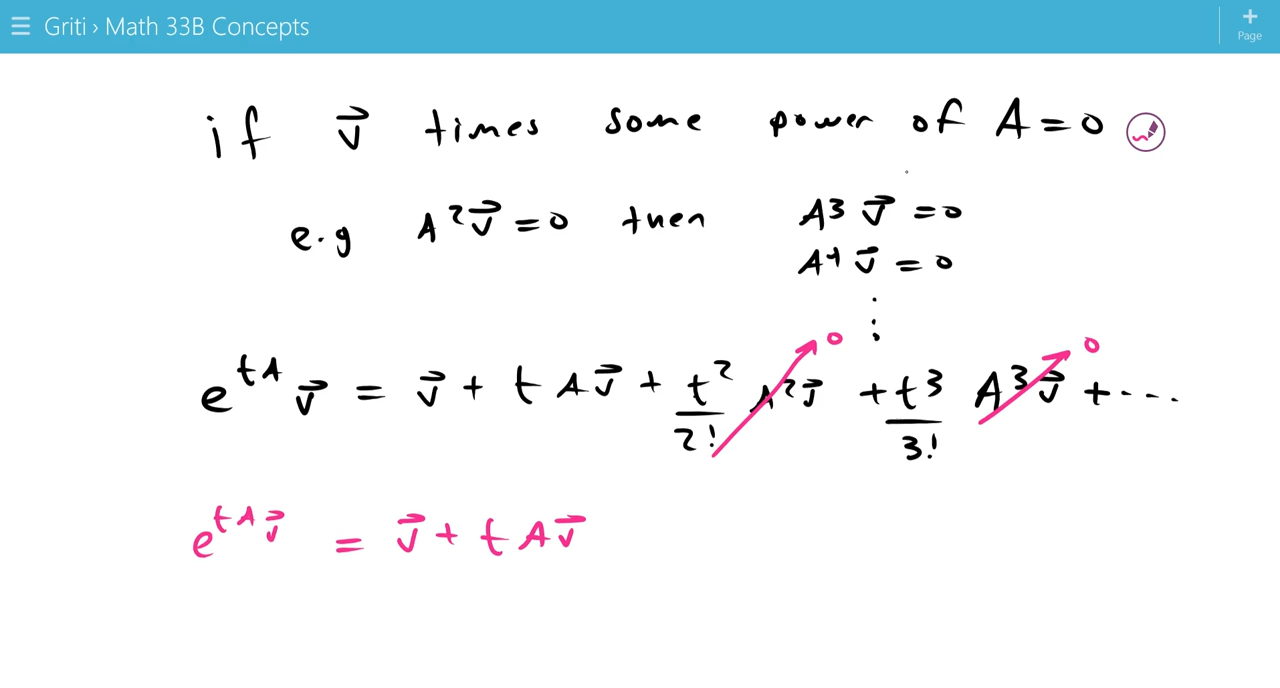 Griti › Math 33B Concepts
Page
if v⃗ times some power of A = 0
e.g A²v⃗ = 0 then A³v⃗ = 0
A⁴v⃗ = 0
⋮
e^{tA} v⃗ = v⃗ + tAv⃗ + t²/2! A²v⃗ → 0 + t³/3! A³v⃗ → 0 + ...
e^{tA v⃗} = v⃗ + tAv⃗